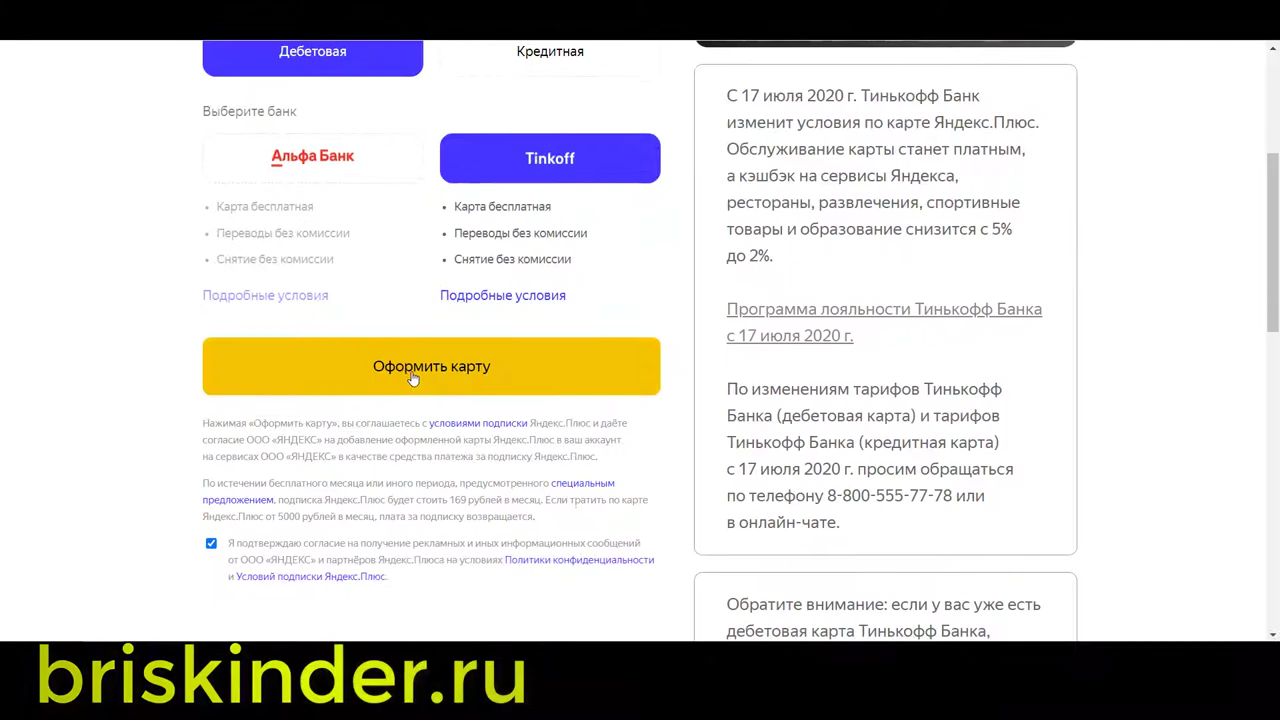 Дебетовая
Кредитная
Выберите банк
Альфа Банк
Tinkoff
• Карта бесплатная
• Переводы без комиссии
• Снятие без комиссии
Подробные условия
• Карта бесплатная
• Переводы без комиссии
• Снятие без комиссии
Подробные условия
Оформить карту
Нажимая «Оформить карту», вы соглашаетесь с условиями подписки Яндекс.Плюс и даёте
согласие ООО «ЯНДЕКС» на добавление оформленной карты Яндекс.Плюс в ваш аккаунт
на сервисах ООО «ЯНДЕКС» в качестве средства платежа за подписку Яндекс.Плюс.
По истечении бесплатного месяца или иного периода, предусмотренного специальным
предложением, подписка Яндекс.Плюс будет стоить 169 рублей в месяц. Если тратить по карте
Яндекс.Плюс от 5000 рублей в месяц, плата за подписку возвращается.
Я подтверждаю согласие на получение рекламных и иных информационных сообщений
от ООО «ЯНДЕКС» и партнёров Яндекс.Плюса на условиях Политики конфиденциальности
и Условий подписки Яндекс.Плюс.
С 17 июля 2020 г. Тинькофф Банк
изменит условия по карте Яндекс.Плюс.
Обслуживание карты станет платным,
а кэшбэк на сервисы Яндекса,
рестораны, развлечения, спортивные
товары и образование снизится с 5%
до 2%.
Программа лояльности Тинькофф Банка
с 17 июля 2020 г.
По изменениям тарифов Тинькофф
Банка (дебетовая карта) и тарифов
Тинькофф Банка (кредитная карта)
с 17 июля 2020 г. просим обращаться
по телефону 8-800-555-77-78 или
в онлайн-чате.
Обратите внимание: если у вас уже есть
дебетовая карта Тинькофф Банка,
briskinder.ru